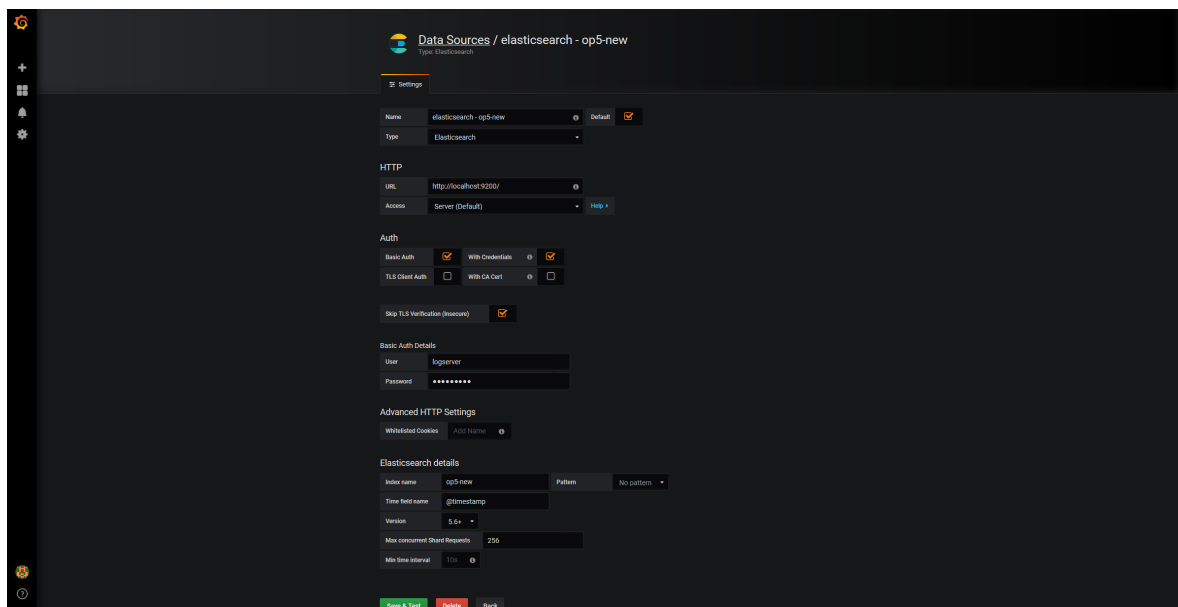 Data Sources / elasticsearch - op5-new
Type: Elasticsearch
Settings
Name elasticsearch - op5-new Default
Type Elasticsearch
HTTP
URL http://localhost:9200/
Access Server (Default) Help
Auth
Basic Auth With Credentials
TLS Client Auth With CA Cert
Skip TLS Verification (Insecure)
Basic Auth Details
User logserver
Password •••••••••
Advanced HTTP Settings
Whitelisted Cookies Add Name
Elasticsearch details
Index name op5-new Pattern No pattern
Time field name @timestamp
Version 5.6+
Max concurrent Shard Requests 256
Min time interval 10s
Save & Test Delete Back